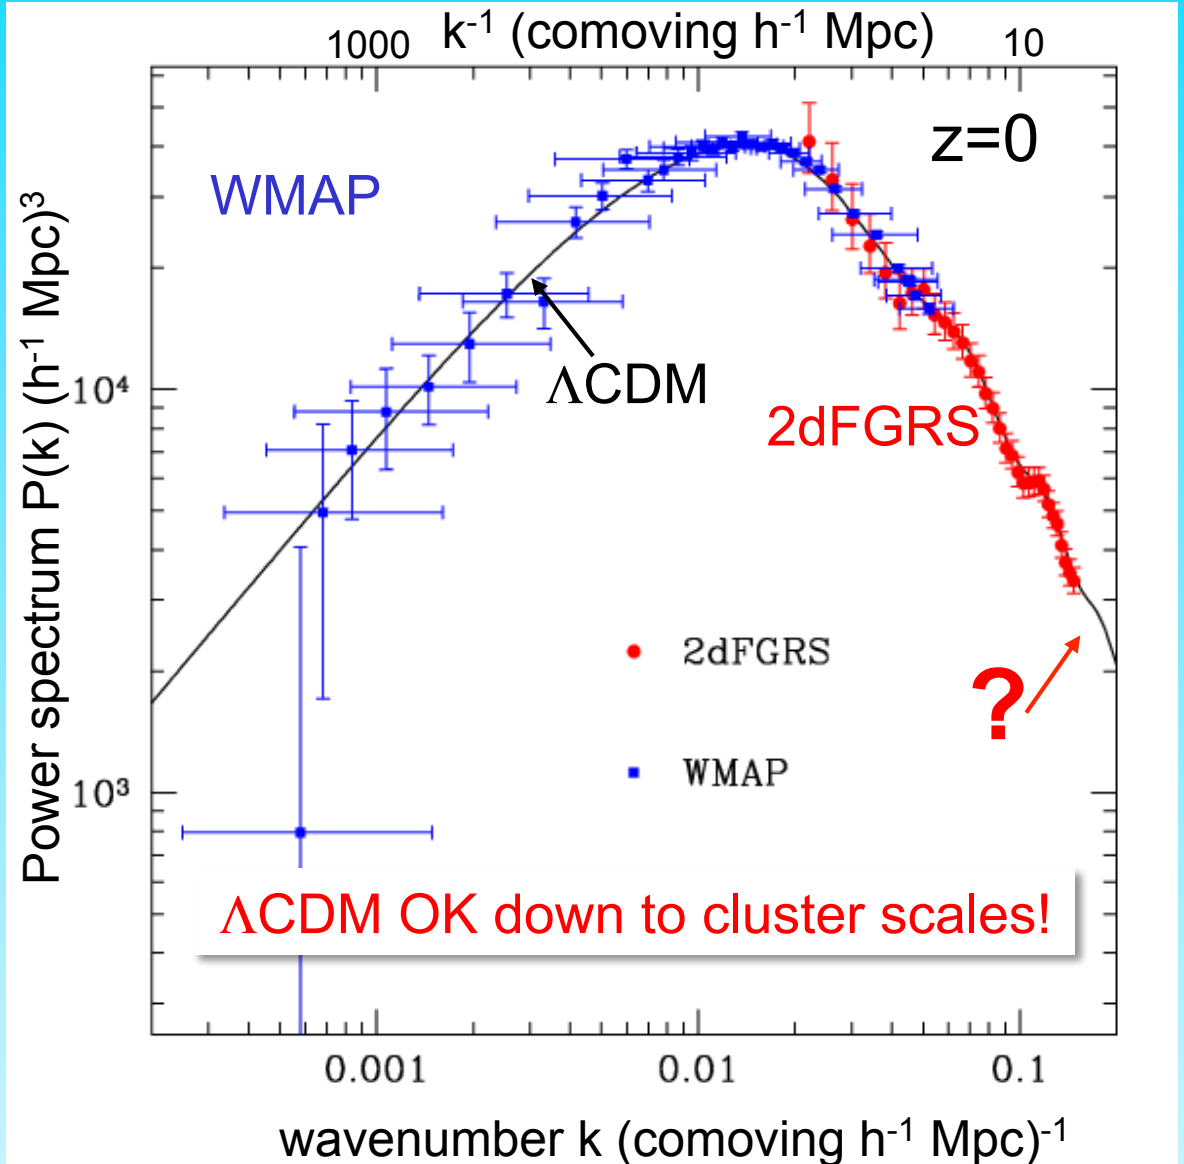 k⁻¹ (comoving h⁻¹ Mpc)
1000
10
z=0
WMAP
ΛCDM
2dFGRS
Power spectrum P(k) (h⁻¹ Mpc)³
10⁴
10³
2dFGRS
?
WMAP
ΛCDM OK down to cluster scales!
0.001
0.01
0.1
wavenumber k (comoving h⁻¹ Mpc)⁻¹